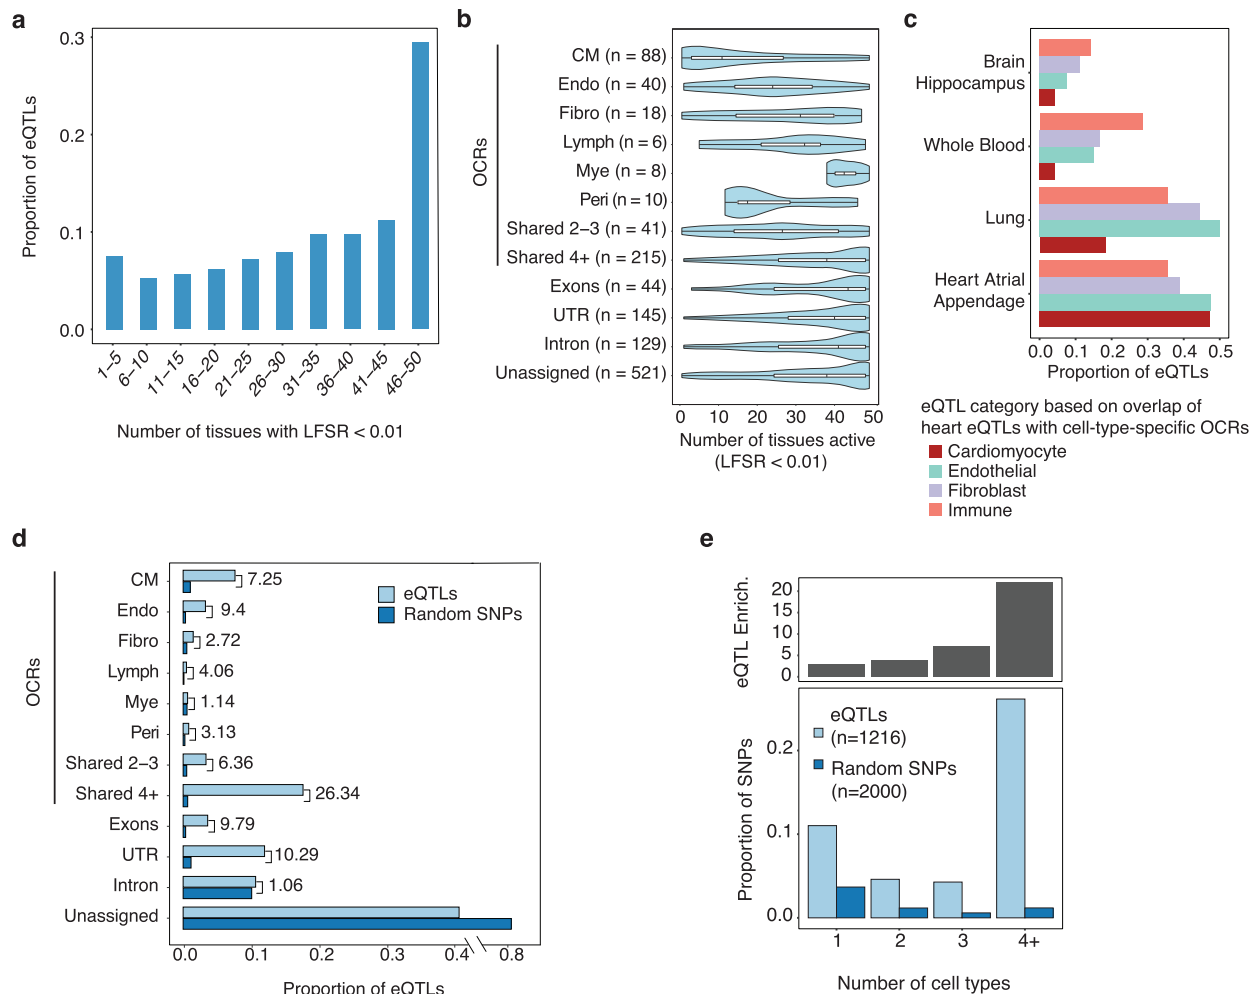 a
Proportion of eQTLs
0.3
0.2
0.1
0.0
1–5
6–10
11–15
16–20
21–25
26–30
31–35
36–40
41–45
46–50
Number of tissues with LFSR < 0.01
b
OCRs
CM (n = 88)
Endo (n = 40)
Fibro (n = 18)
Lymph (n = 6)
Mye (n = 8)
Peri (n = 10)
Shared 2–3 (n = 41)
Shared 4+ (n = 215)
Exons (n = 44)
UTR (n = 145)
Intron (n = 129)
Unassigned (n = 521)
0 10 20 30 40 50
Number of tissues active
(LFSR < 0.01)
c
Brain
Hippocampus
Whole Blood
Lung
Heart Atrial
Appendage
0.0 0.1 0.2 0.3 0.4 0.5
Proportion of eQTLs
eQTL category based on overlap of
heart eQTLs with cell-type-specific OCRs
Cardiomyocyte
Endothelial
Fibroblast
Immune
d
OCRs
CM 7.25
Endo 9.4
Fibro 2.72
Lymph 4.06
Mye 1.14
Peri 3.13
Shared 2–3 6.36
Shared 4+ 26.34
Exons 9.79
UTR 10.29
Intron 1.06
Unassigned
eQTLs
Random SNPs
0.0 0.1 0.2 0.3 0.4 0.8
Proportion of eQTLs
e
eQTL Enrich.
20
15
10
5
0
Proportion of SNPs
0.2
0.1
0.0
eQTLs
(n=1216)
Random SNPs
(n=2000)
1 2 3 4+
Number of cell types